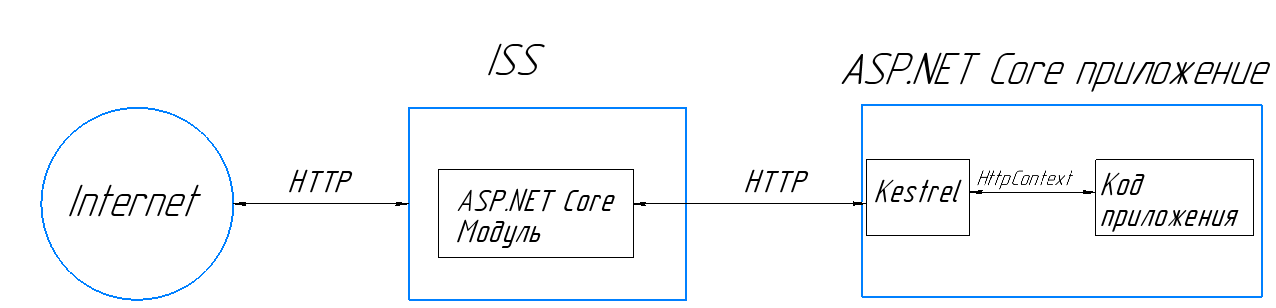 ISS
ASP.NET Core приложение
Internet
HTTP
ASP.NET Core
Модуль
HTTP
Kestrel
HttpContext
Код
приложения